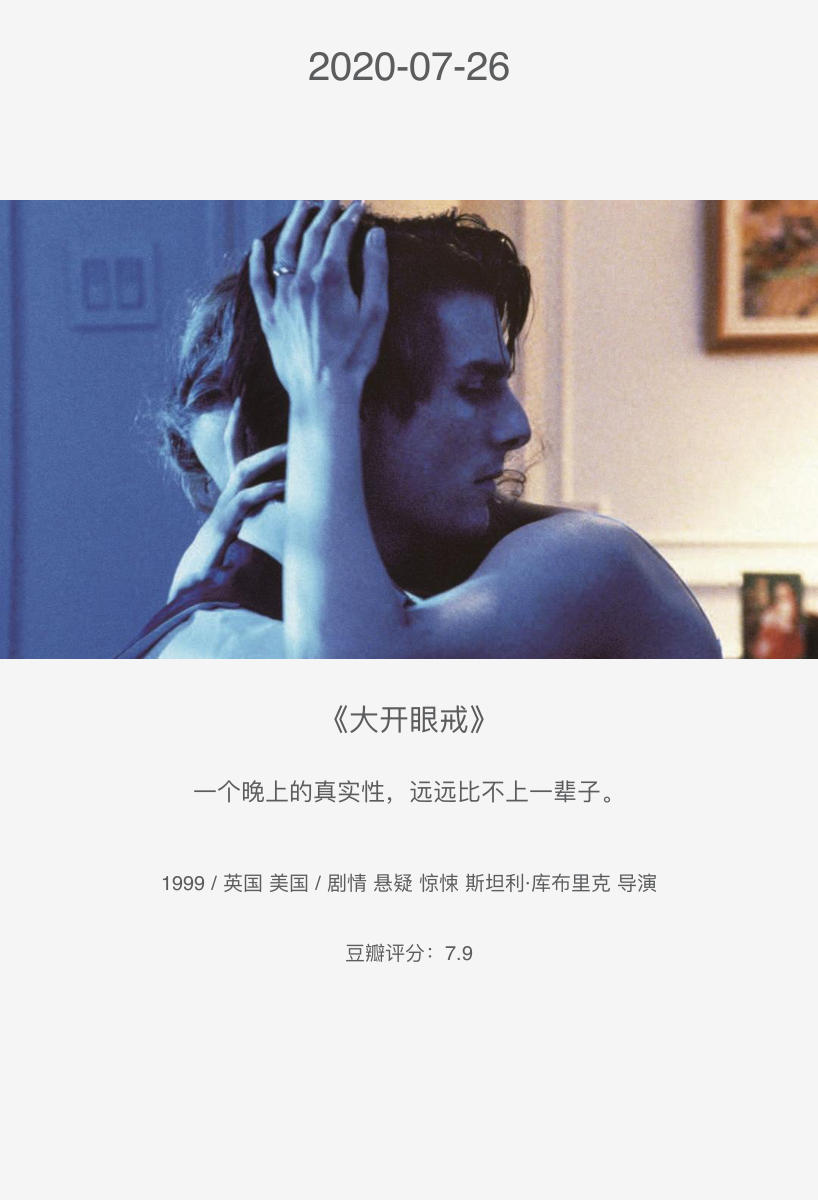 2020-07-26
《大开眼戒》
一个晚上的真实性，远远比不上一辈子。
1999 / 英国 美国 / 剧情 悬疑 惊悚 斯坦利·库布里克 导演
豆瓣评分：7.9